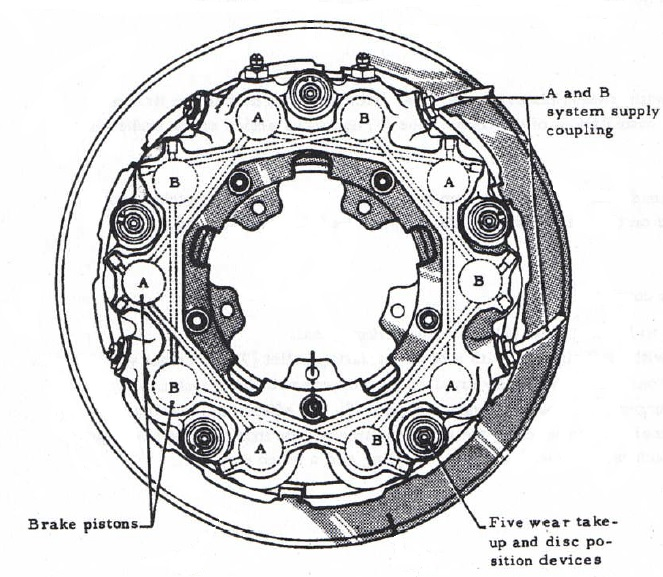 A and B
system supply
coupling
A
B
B
A
A
B
B
A
A
B
Brake pistons
Five wear take-
up and disc po-
sition devices